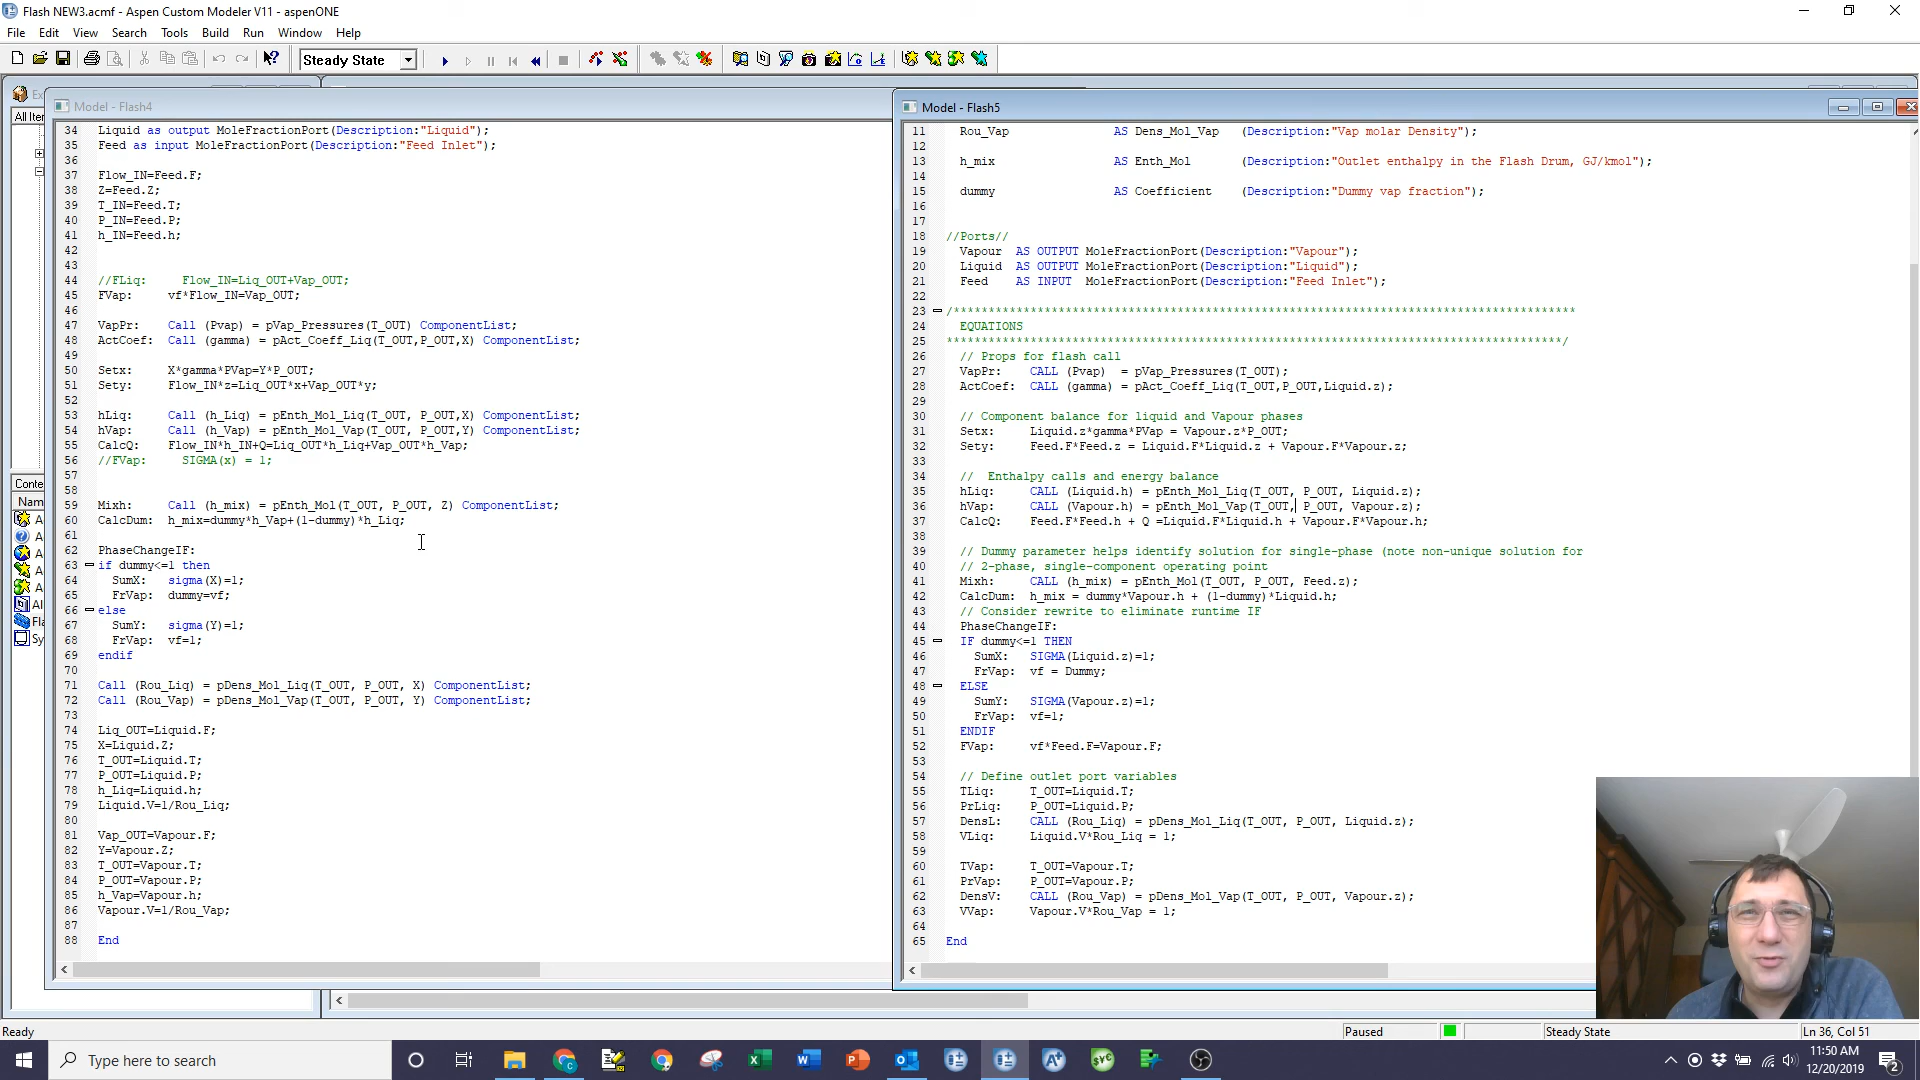 Flash NEW3.acmf - Aspen Custom Modeler V11 - aspenONE
File Edit View Search Tools Build Run Window Help
Steady State
All Iter
Conte
Nam
Model - Flash4
34 Liquid as output MoleFractionPort(Description:"Liquid");
35 Feed as input MoleFractionPort(Description:"Feed Inlet");
36
37 Flow_IN=Feed.F;
38 Z=Feed.Z;
39 T_IN=Feed.T;
40 P_IN=Feed.P;
41 h_IN=Feed.h;
42
43
44 //FLiq: Flow_IN=Liq_OUT+Vap_OUT;
45 FVap: vf*Flow_IN=Vap_OUT;
46
47 VapPr: Call (Pvap) = pVap_Pressures(T_OUT) ComponentList;
48 ActCoef: Call (gamma) = pAct_Coeff_Liq(T_OUT,P_OUT,X) ComponentList;
49
50 Setx: X*gamma*PVap=Y*P_OUT;
51 Sety: Flow_IN*z=Liq_OUT*x+Vap_OUT*y;
52
53 hLiq: Call (h_Liq) = pEnth_Mol_Liq(T_OUT, P_OUT,X) ComponentList;
54 hVap: Call (h_Vap) = pEnth_Mol_Vap(T_OUT, P_OUT,Y) ComponentList;
55 CalcQ: Flow_IN*h_IN+Q=Liq_OUT*h_Liq+Vap_OUT*h_Vap;
56 //FVap: SIGMA(x) = 1;
57
58
59 Mixh: Call (h_mix) = pEnth_Mol(T_OUT, P_OUT, Z) ComponentList;
60 CalcDum: h_mix=dummy*h_Vap+(1-dummy)*h_Liq;
61
62 PhaseChangeIF:
63 if dummy<=1 then
64 SumX: sigma(X)=1;
65 FrVap: dummy=vf;
66 else
67 SumY: sigma(Y)=1;
68 FrVap: vf=1;
69 endif
70
71 Call (Rou_Liq) = pDens_Mol_Liq(T_OUT, P_OUT, X) ComponentList;
72 Call (Rou_Vap) = pDens_Mol_Vap(T_OUT, P_OUT, Y) ComponentList;
73
74 Liq_OUT=Liquid.F;
75 X=Liquid.Z;
76 T_OUT=Liquid.T;
77 P_OUT=Liquid.P;
78 h_Liq=Liquid.h;
79 Liquid.V=1/Rou_Liq;
80
81 Vap_OUT=Vapour.F;
82 Y=Vapour.Z;
83 T_OUT=Vapour.T;
84 P_OUT=Vapour.P;
85 h_Vap=Vapour.h;
86 Vapour.V=1/Rou_Vap;
87
88 End
Model - Flash5
11 Rou_Vap AS Dens_Mol_Vap (Description:"Vap molar Density");
12
13 h_mix AS Enth_Mol (Description:"Outlet enthalpy in the Flash Drum, GJ/kmol");
14
15 dummy AS Coefficient (Description:"Dummy vap fraction");
16
17
18 //Ports//
19 Vapour AS OUTPUT MoleFractionPort(Description:"Vapour");
20 Liquid AS OUTPUT MoleFractionPort(Description:"Liquid");
21 Feed AS INPUT MoleFractionPort(Description:"Feed Inlet");
22
23
24 EQUATIONS
25
26 // Props for flash call
27 VapPr: CALL (Pvap) = pVap_Pressures(T_OUT);
28 ActCoef: CALL (gamma) = pAct_Coeff_Liq(T_OUT,P_OUT,Liquid.z);
29
30 // Component balance for liquid and Vapour phases
31 Setx: Liquid.z*gamma*PVap = Vapour.z*P_OUT;
32 Sety: Feed.F*Feed.z = Liquid.F*Liquid.z + Vapour.F*Vapour.z;
33
34 // Enthalpy calls and energy balance
35 hLiq: CALL (Liquid.h) = pEnth_Mol_Liq(T_OUT, P_OUT, Liquid.z);
36 hVap: CALL (Vapour.h) = pEnth_Mol_Vap(T_OUT, P_OUT, Vapour.z);
37 CalcQ: Feed.F*Feed.h + Q =Liquid.F*Liquid.h + Vapour.F*Vapour.h;
38
39 // Dummy parameter helps identify solution for single-phase (note non-unique solution for
40 // 2-phase, single-component operating point
41 Mixh: CALL (h_mix) = pEnth_Mol(T_OUT, P_OUT, Feed.z);
42 CalcDum: h_mix = dummy*Vapour.h + (1-dummy)*Liquid.h;
43 // Consider rewrite to eliminate runtime IF
44 PhaseChangeIF:
45 IF dummy<=1 THEN
46 SumX: SIGMA(Liquid.z)=1;
47 FrVap: vf = Dummy;
48 ELSE
49 SumY: SIGMA(Vapour.z)=1;
50 FrVap: vf=1;
51 ENDIF
52 FVap: vf*Feed.F=Vapour.F;
53
54 // Define outlet port variables
55 TLiq: T_OUT=Liquid.T;
56 PrLiq: P_OUT=Liquid.P;
57 DensL: CALL (Rou_Liq) = pDens_Mol_Liq(T_OUT, P_OUT, Liquid.z);
58 VLiq: Liquid.V*Rou_Liq = 1;
59
60 TVap: T_OUT=Vapour.T;
61 PrVap: P_OUT=Vapour.P;
62 DensV: CALL (Rou_Vap) = pDens_Mol_Vap(T_OUT, P_OUT, Vapour.z);
63 VVap: Vapour.V*Rou_Vap = 1;
64
65 End
Ready
Paused
Steady State
Ln 36, Col 51
Type here to search
11:50 AM
12/20/2019
2